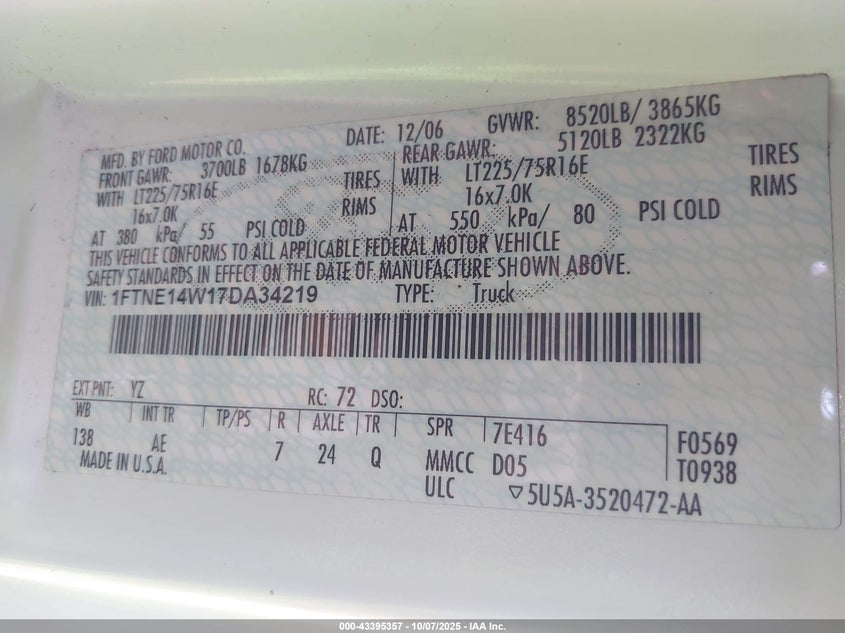 MFD. BY FORD MOTOR CO.
DATE: 12/06
GVWR: 8520LB/ 3865KG
FRONT GAWR: 3700LB 1678KG
REAR GAWR: 5120LB 2322KG
WITH LT225/75R16E TIRES
WITH LT225/75R16E TIRES
16x7.0K RIMS
16x7.0K RIMS
AT 380 kPa/ 55 PSI COLD
AT 550 kPa/ 80 PSI COLD
THIS VEHICLE CONFORMS TO ALL APPLICABLE FEDERAL MOTOR VEHICLE
SAFETY STANDARDS IN EFFECT ON THE DATE OF MANUFACTURE SHOWN ABOVE.
VIN: 1FTNE14W17DA34219 TYPE: Truck
EXT PNT: YZ RC: 72 DSO:
WB INT TR TP/PS R AXLE TR SPR 7E416 F0569
138 AE 7 24 Q MMCC D05 T0938
MADE IN U.S.A. ULC ▽5U5A-3520472-AA
000-43395357 - 10/07/2025 - IAA Inc.